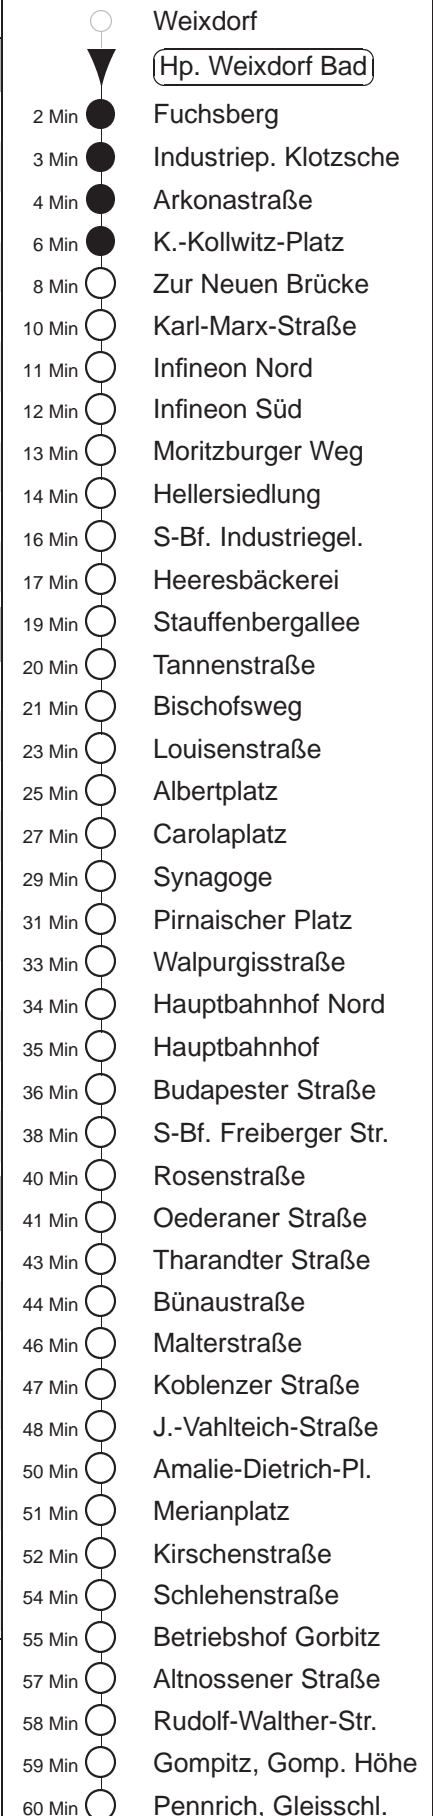 Weixdorf
Hp. Weixdorf Bad
2 Min Fuchsberg
3 Min Industriep. Klotzsche
4 Min Arkonastraße
6 Min K.-Kollwitz-Platz
8 Min Zur Neuen Brücke
10 Min Karl-Marx-Straße
11 Min Infineon Nord
12 Min Infineon Süd
13 Min Moritzburger Weg
14 Min Hellersiedlung
16 Min S-Bf. Industriegel.
17 Min Heeresbäckerei
19 Min Stauffenbergallee
20 Min Tannenstraße
21 Min Bischofsweg
23 Min Louisenstraße
25 Min Albertplatz
27 Min Carolaplatz
29 Min Synagoge
31 Min Pirnaischer Platz
33 Min Walpurgisstraße
34 Min Hauptbahnhof Nord
35 Min Hauptbahnhof
36 Min Budapester Straße
38 Min S-Bf. Freiberger Str.
40 Min Rosenstraße
41 Min Oederaner Straße
43 Min Tharandter Straße
44 Min Bünaustraße
46 Min Malterstraße
47 Min Koblenzer Straße
48 Min J.-Vahlteich-Straße
50 Min Amalie-Dietrich-Pl.
51 Min Merianplatz
52 Min Kirschenstraße
54 Min Schlehenstraße
55 Min Betriebshof Gorbitz
57 Min Altnossener Straße
58 Min Rudolf-Walther-Str.
59 Min Gompitz, Gomp. Höhe
60 Min Pennrich, Gleisschl.